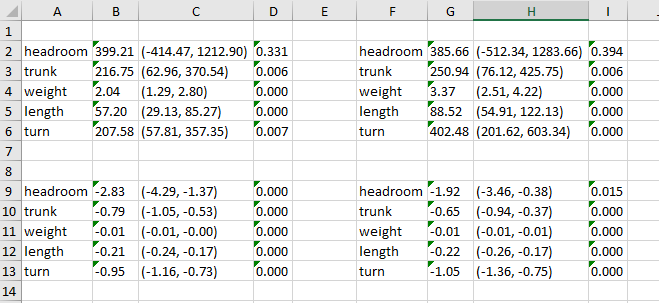 A B C D E F G H I
1
2 headroom 399.21 (-414.47, 1212.90) 0.331 headroom 385.66 (-512.34, 1283.66) 0.394
3 trunk 216.75 (62.96, 370.54) 0.006 trunk 250.94 (76.12, 425.75) 0.006
4 weight 2.04 (1.29, 2.80) 0.000 weight 3.37 (2.51, 4.22) 0.000
5 length 57.20 (29.13, 85.27) 0.000 length 88.52 (54.91, 122.13) 0.000
6 turn 207.58 (57.81, 357.35) 0.007 turn 402.48 (201.62, 603.34) 0.000
7
8
9 headroom -2.83 (-4.29, -1.37) 0.000 headroom -1.92 (-3.46, -0.38) 0.015
10 trunk -0.79 (-1.05, -0.53) 0.000 trunk -0.65 (-0.94, -0.37) 0.000
11 weight -0.01 (-0.01, -0.00) 0.000 weight -0.01 (-0.01, -0.01) 0.000
12 length -0.21 (-0.24, -0.17) 0.000 length -0.22 (-0.26, -0.17) 0.000
13 turn -0.95 (-1.16, -0.73) 0.000 turn -1.05 (-1.36, -0.75) 0.000
14